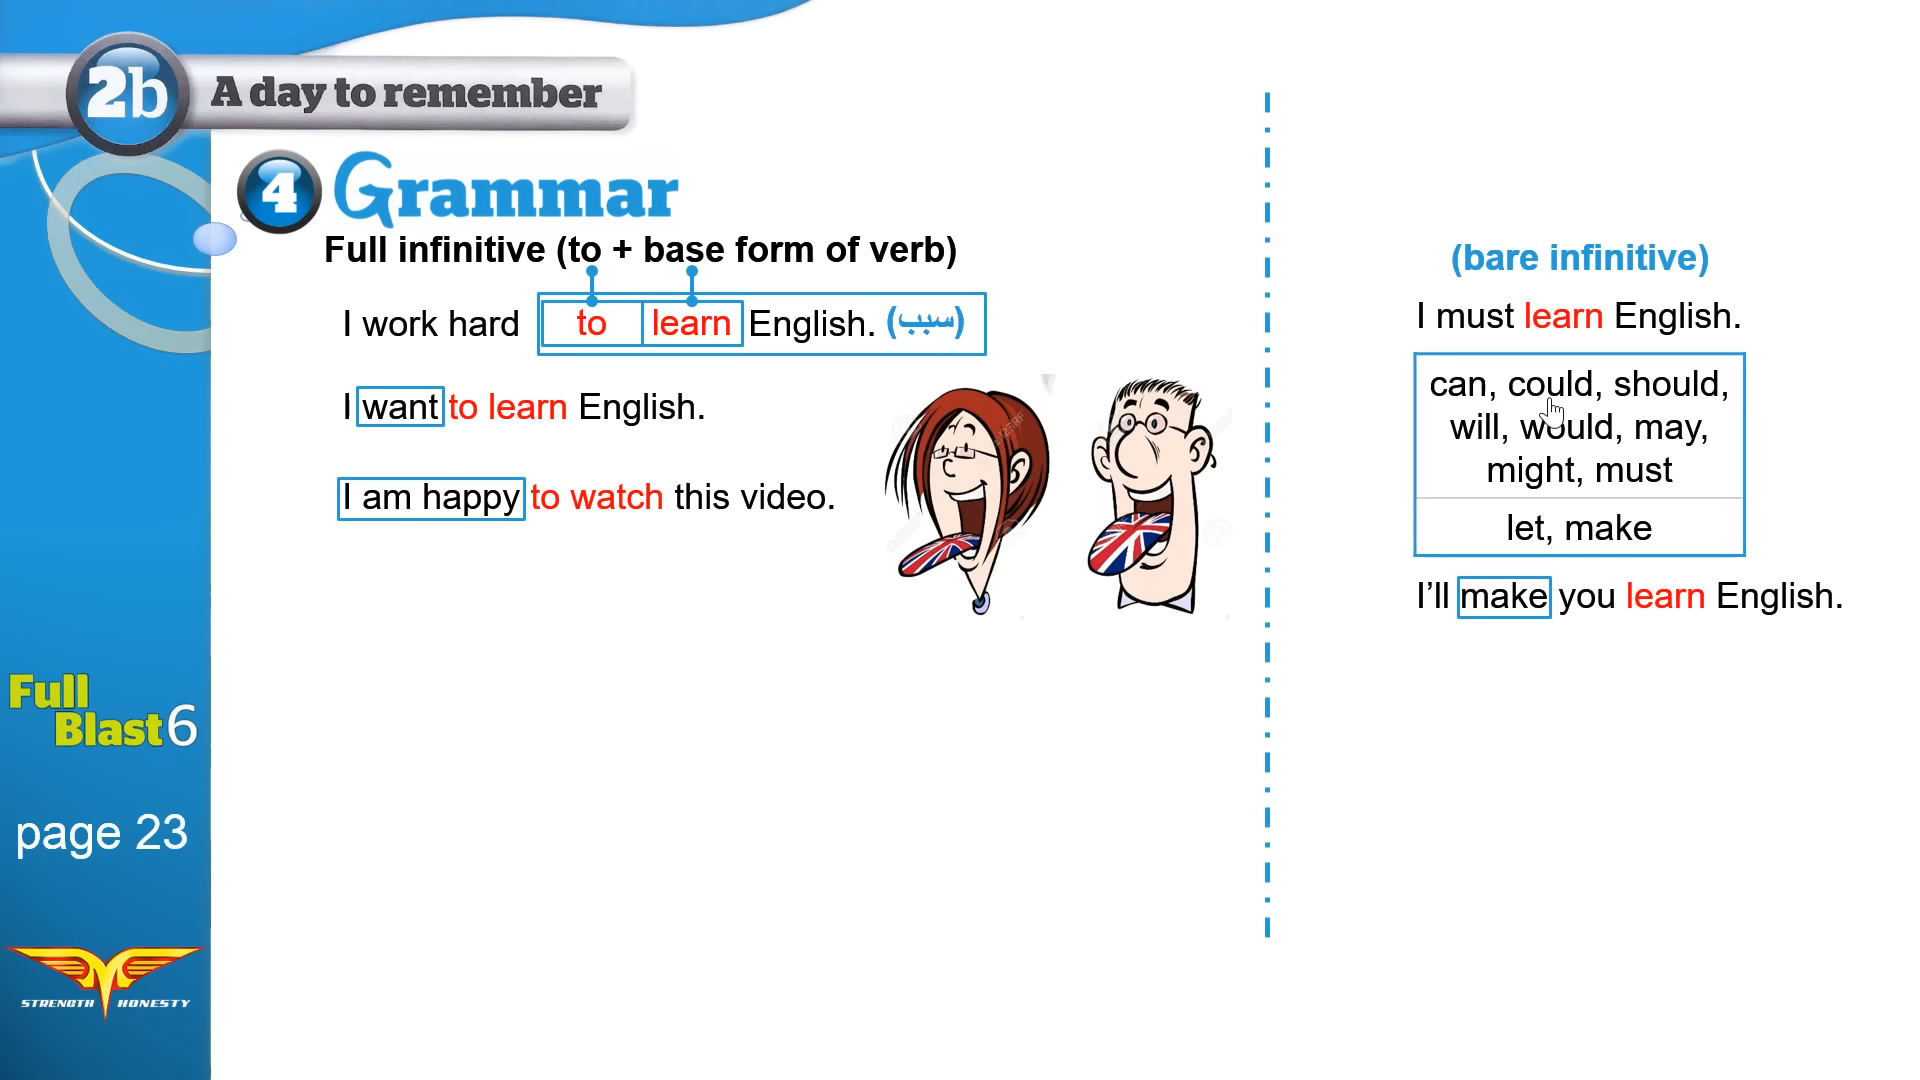 2b A day to remember
4 Grammar
Full infinitive (to + base form of verb)
I work hard to learn English. (سبب)
I want to learn English.
I am happy to watch this video.
(bare infinitive)
I must learn English.
can, could, should,
will, would, may,
might, must
let, make
I'll make you learn English.
Full
Blast 6
page 23
STRENGTH HONESTY